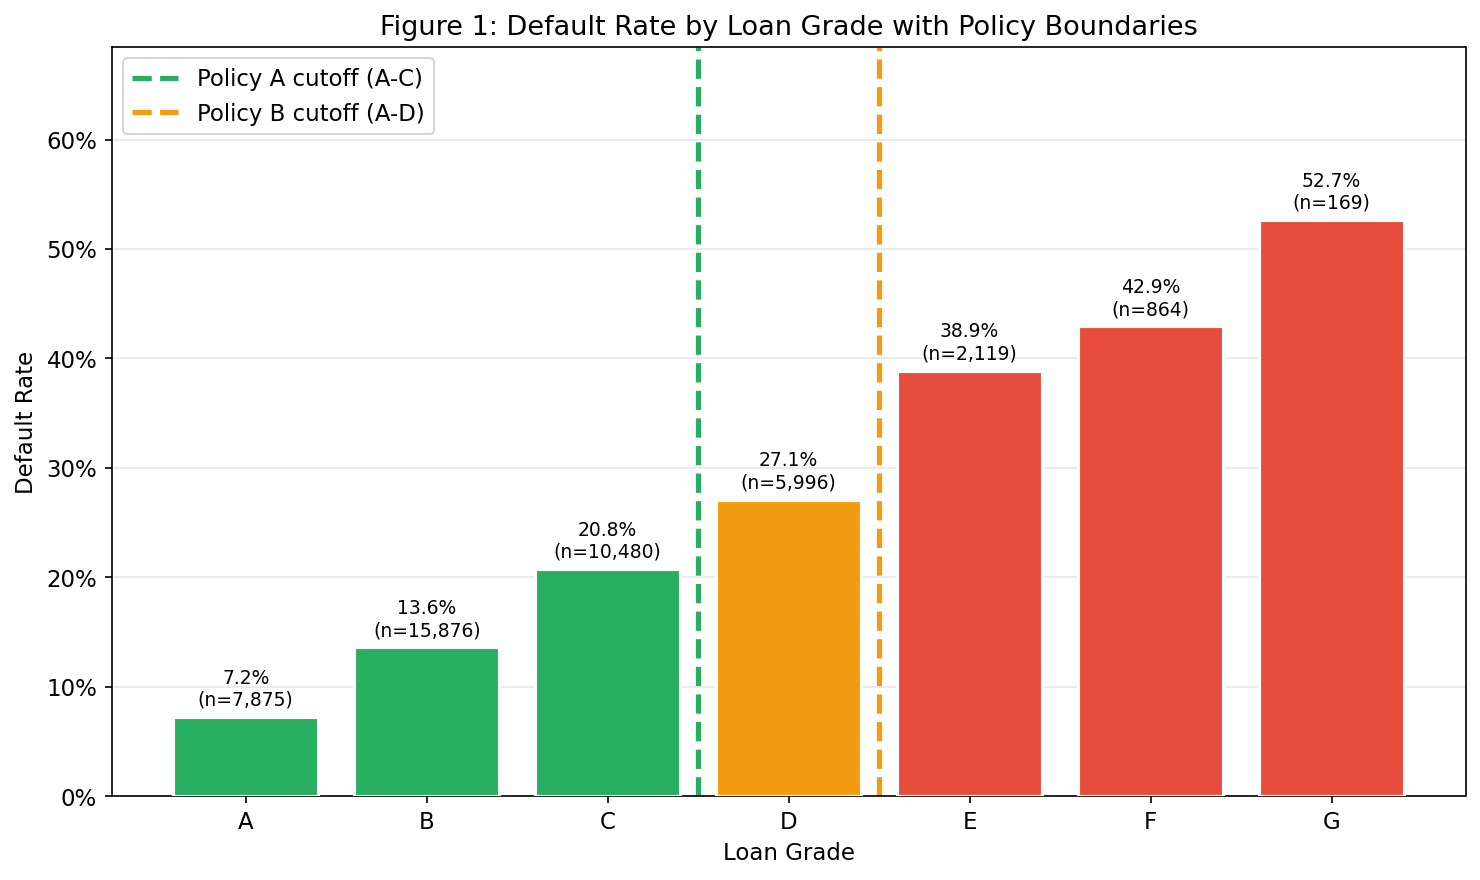 Figure 1: Default Rate by Loan Grade with Policy Boundaries
Policy A cutoff (A-C)
Policy B cutoff (A-D)
Default Rate
60%
50%
40%
30%
20%
10%
0%
7.2%
(n=7,875)
13.6%
(n=15,876)
20.8%
(n=10,480)
27.1%
(n=5,996)
38.9%
(n=2,119)
42.9%
(n=864)
52.7%
(n=169)
A B C D E F G
Loan Grade